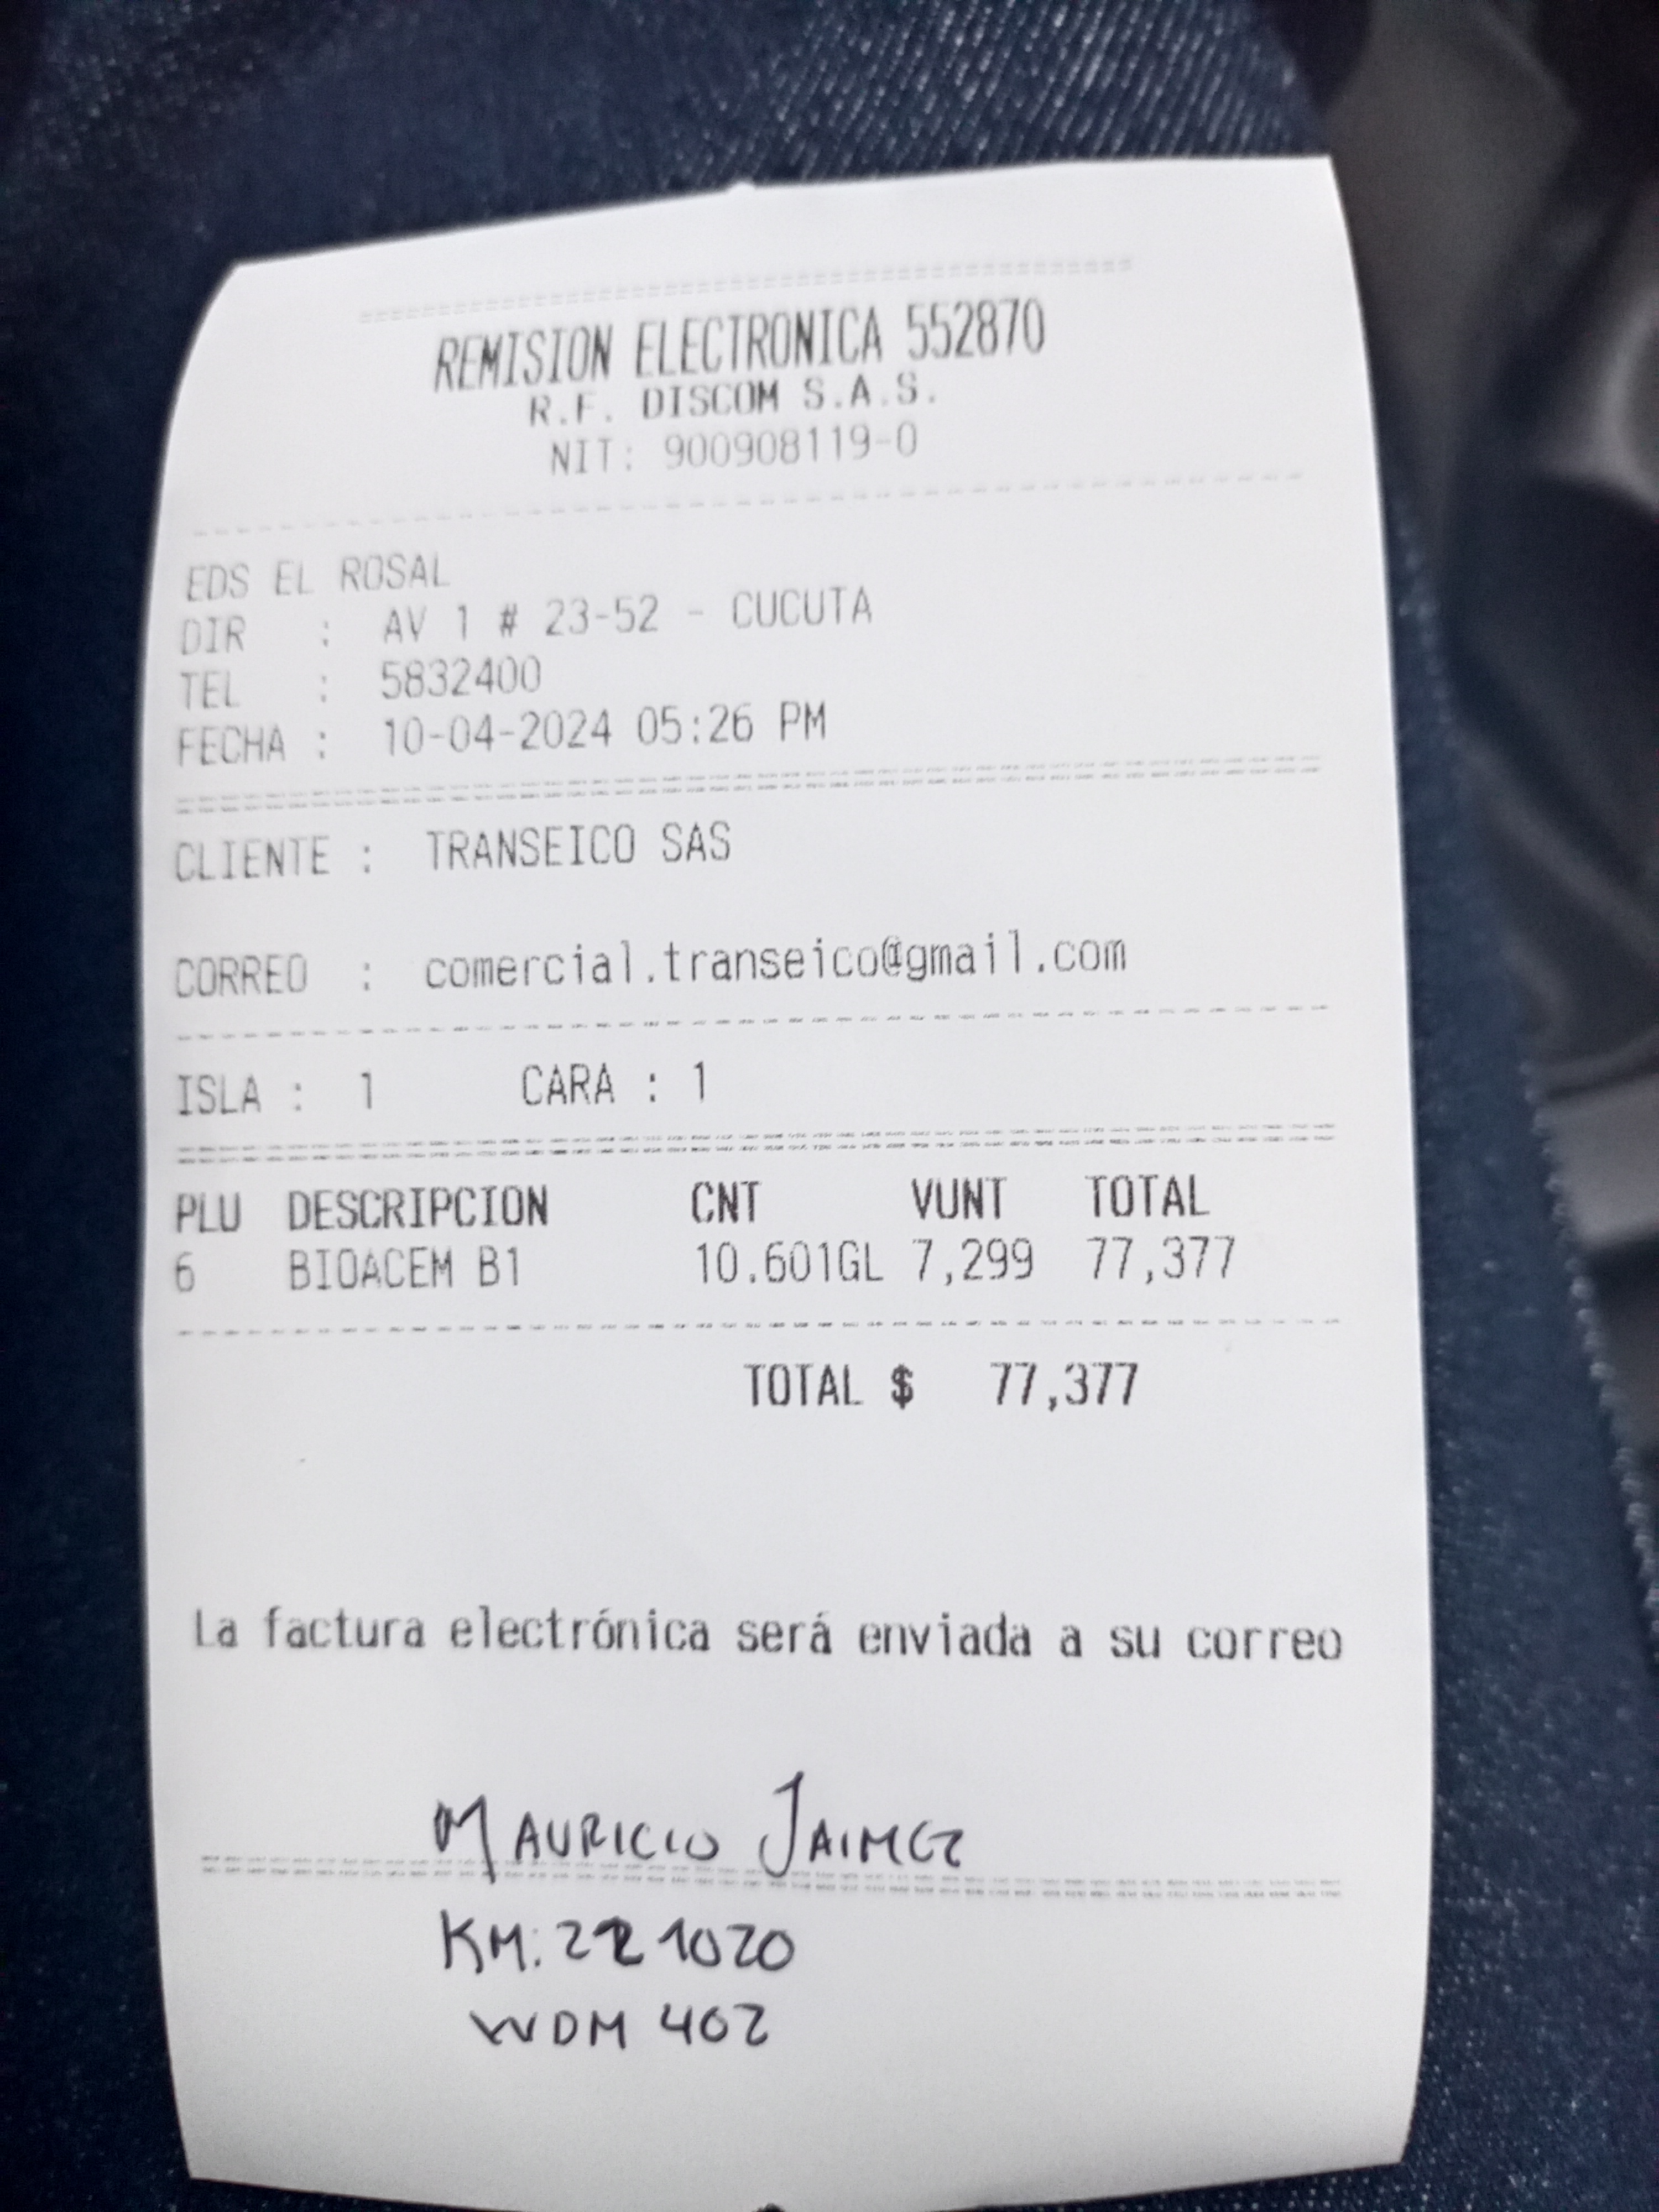 REMISION ELECTRONICA 552870
R.F. DISCOM S.A.S.
NIT: 900908119-0
EDS EL ROSAL
DIR : AV 1 # 23-52 - CUCUTA
TEL : 5832400
FECHA : 10-04-2024 05:26 PM
CLIENTE : TRANSEICO SAS
CORREO : comercial.transeico@gmail.com
ISLA : 1 CARA : 1
PLU DESCRIPCION CNT VUNT TOTAL
6 BIOACEM B1 10.601GL 7,299 77,377
TOTAL $ 77,377
La factura electrónica será enviada a su correo
MAURICIO JAIMEZ
KM:
WDM 402